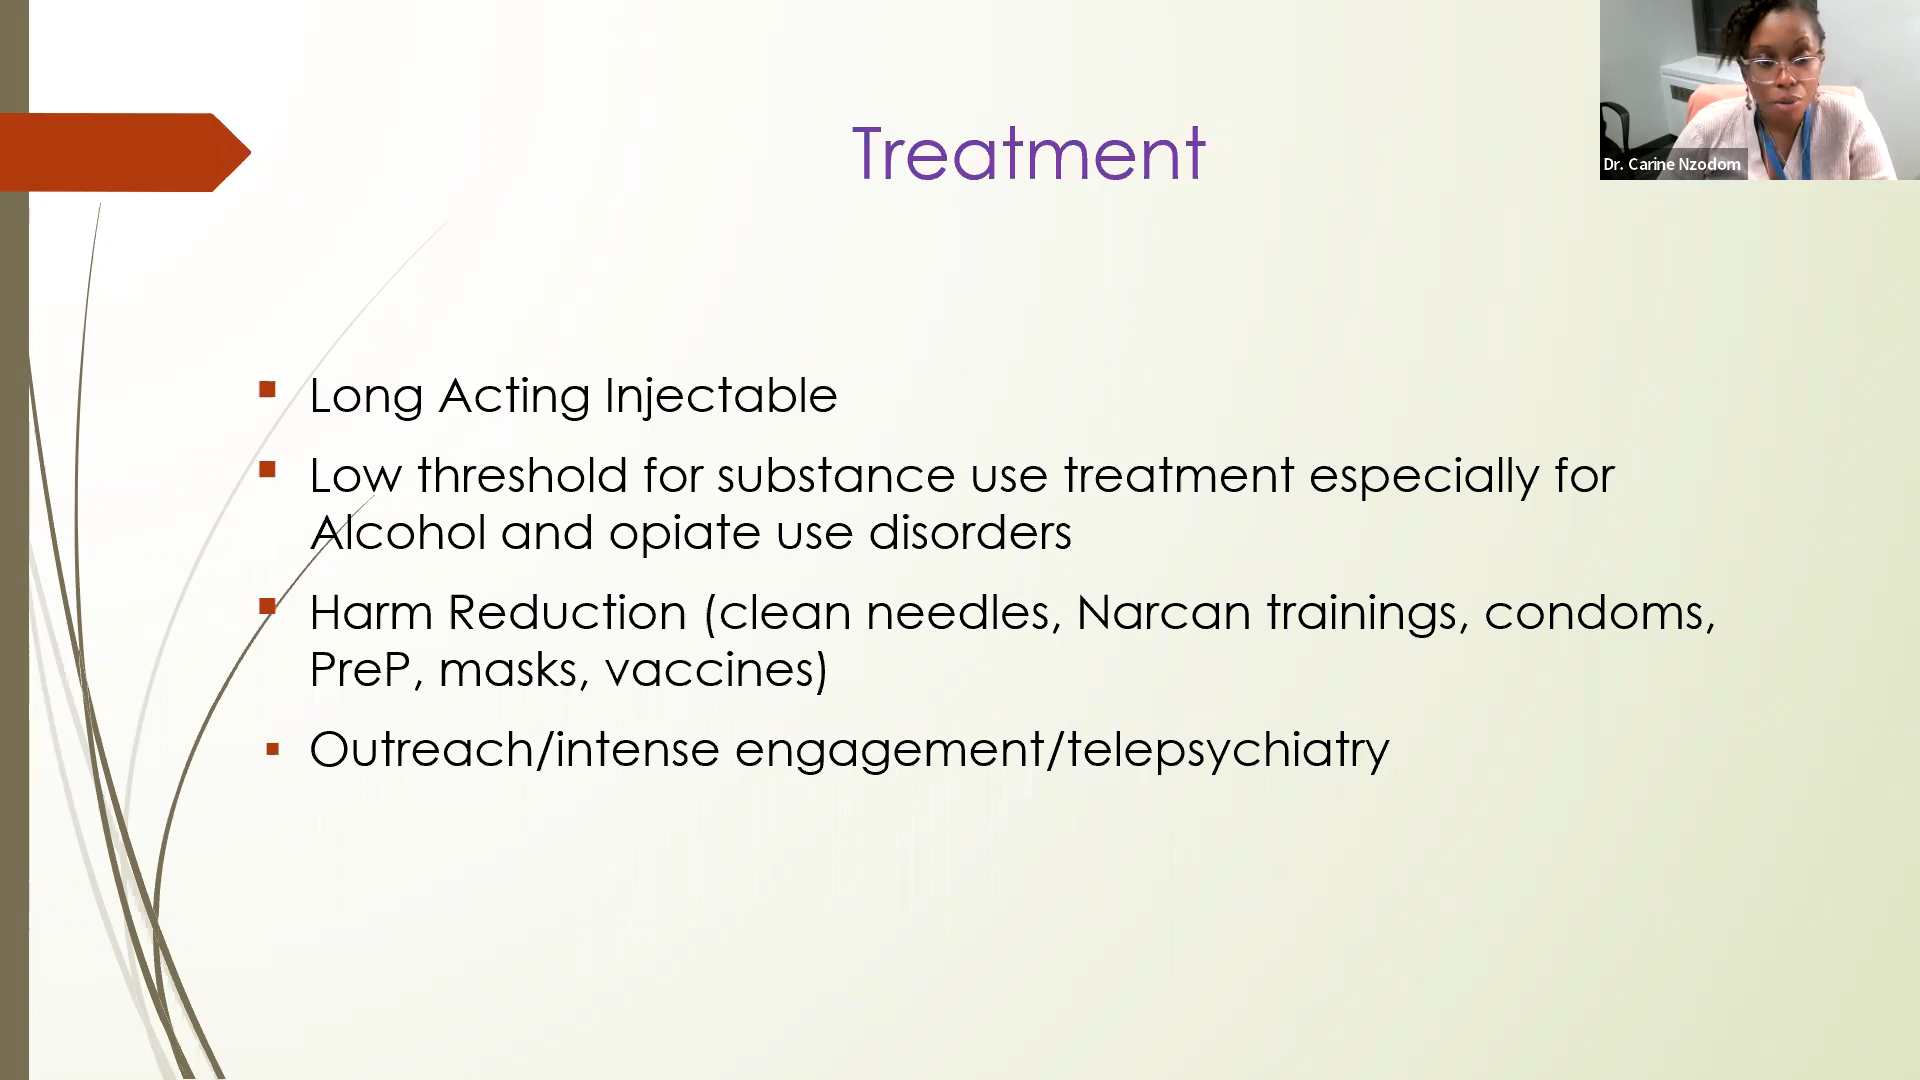 Treatment
Dr. Carine Nzodom
Long Acting Injectable
Low threshold for substance use treatment especially for
Alcohol and opiate use disorders
Harm Reduction (clean needles, Narcan trainings, condoms,
PreP, masks, vaccines)
Outreach/intense engagement/telepsychiatry